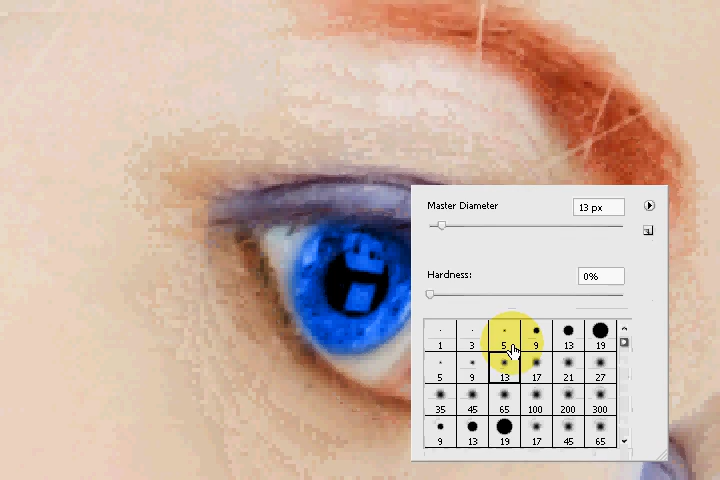 Master Diameter 13 px
Hardness: 0%
1 3 5 9 13 19
5 9 13 17 21 27
35 45 65 100 200 300
9 13 19 17 45 65